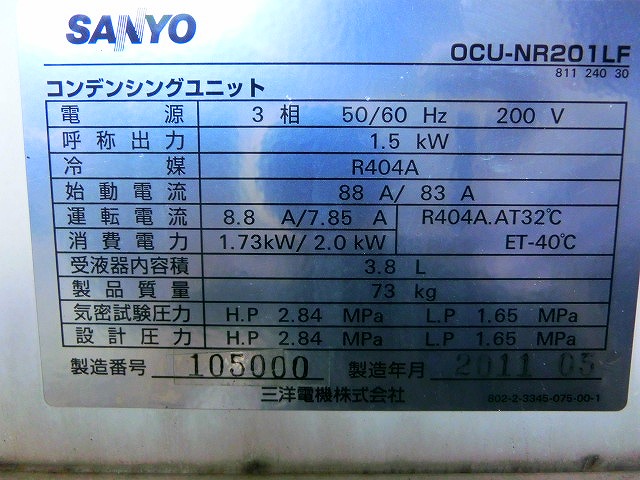 SANYO
OCU-NR201LF
811 240 30
コンデンシングユニット
電源 3相 50/60 Hz 200 V
呼称出力 1.5 kW
冷媒 R404A
始動電流 88 A/ 83 A
運転電流 8.8 A/7.85 A R404A.AT32℃
消費電力 1.73kW/ 2.0 kW ET-40℃
受液器内容積 3.8 L
製品質量 73 kg
気密試験圧力 H.P 2.84 MPa L.P 1.65 MPa
設計圧力 H.P 2.84 MPa L.P 1.65 MPa
製造番号 105000 製造年月 2011 05
三洋電機株式会社 802-2-3345-075-00-1